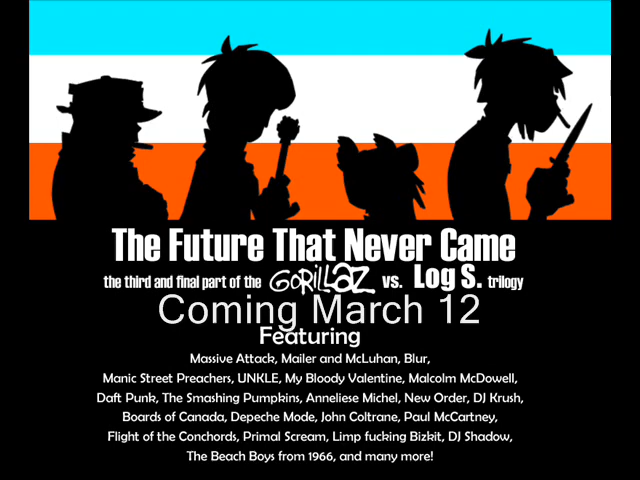 The Future That Never Came
the third and final part of the GORILLAZ vs. Log S. trilogy
Coming March 12
Featuring
Massive Attack, Mailer and McLuhan, Blur,
Manic Street Preachers, UNKLE, My Bloody Valentine, Malcolm McDowell,
Daft Punk, The Smashing Pumpkins, Anneliese Michel, New Order, DJ Krush,
Boards of Canada, Depeche Mode, John Coltrane, Paul McCartney,
Flight of the Conchords, Primal Scream, Limp fucking Bizkit, DJ Shadow,
The Beach Boys from 1966, and many more!